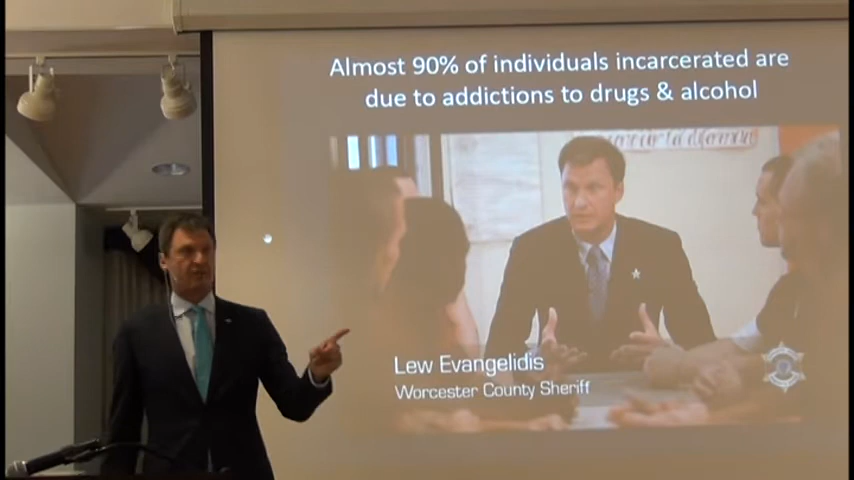 Almost 90% of individuals incarcerated are
due to addictions to drugs & alcohol
Lew Evangelidis
Worcester County Sheriff